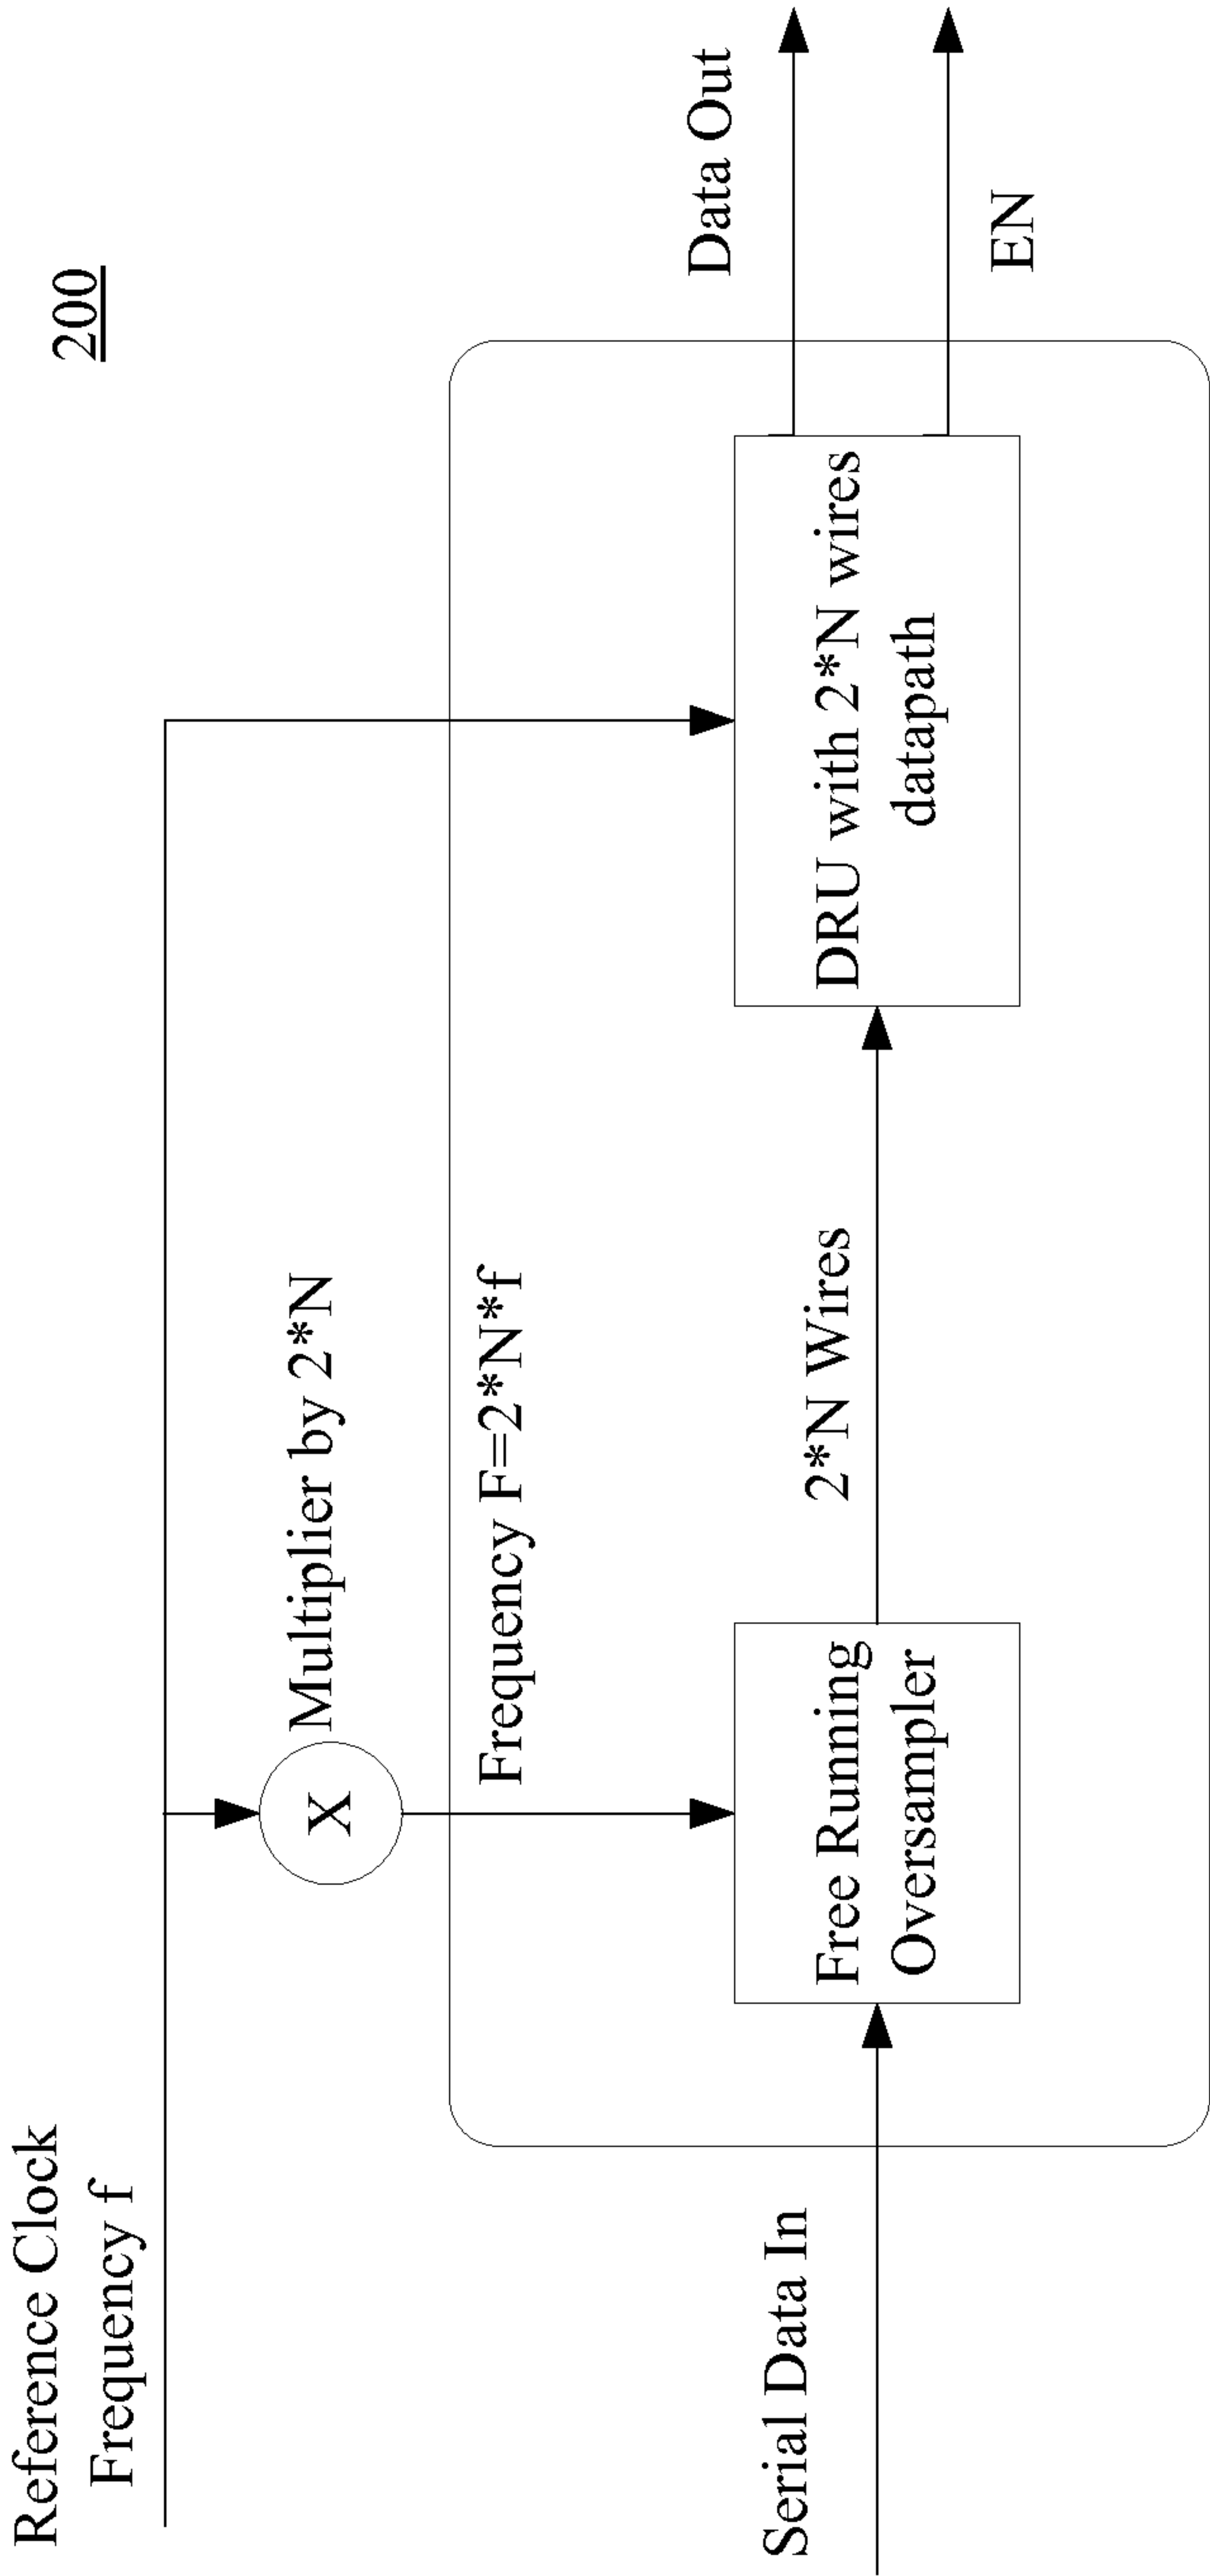 200
Reference Clock
Frequency f
Multiplier by 2*N
X
Frequency F=2*N*f
Serial Data In
Free Running
Oversampler
2*N Wires
DRU with 2*N wires
datapath
Data Out
EN